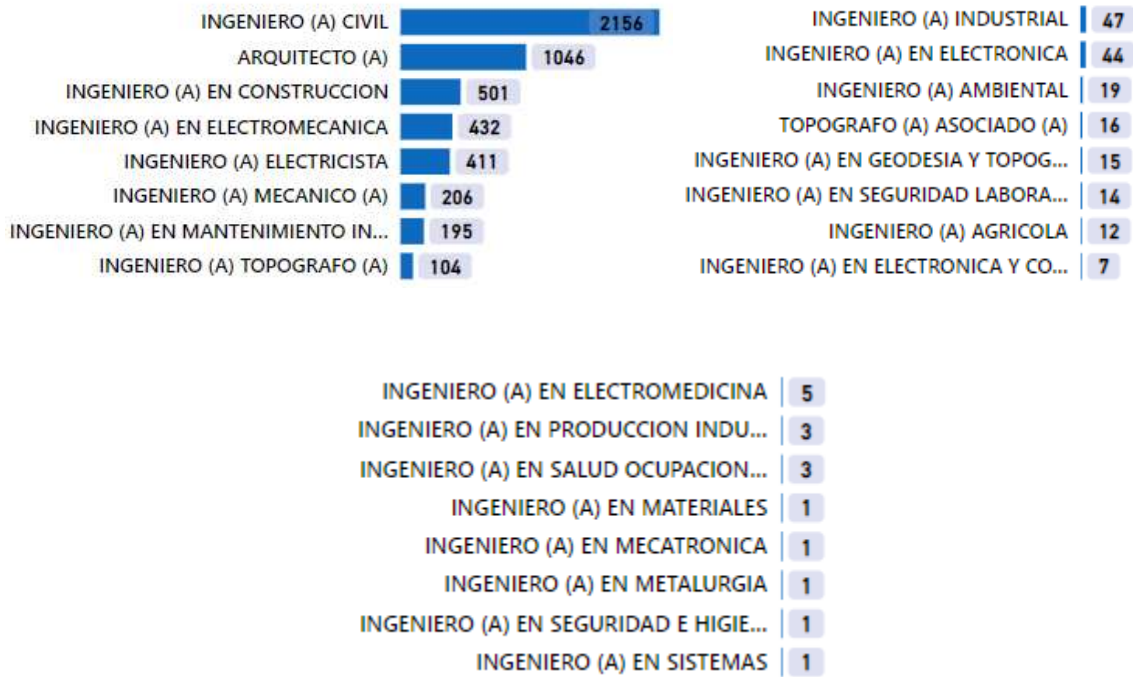 INGENIERO (A) CIVIL 2156
ARQUITECTO (A) 1046
INGENIERO (A) EN CONSTRUCCION 501
INGENIERO (A) EN ELECTROMECANICA 432
INGENIERO (A) ELECTRICISTA 411
INGENIERO (A) MECANICO (A) 206
INGENIERO (A) EN MANTENIMIENTO IN... 195
INGENIERO (A) TOPOGRAFO (A) 104
INGENIERO (A) INDUSTRIAL 47
INGENIERO (A) EN ELECTRONICA 44
INGENIERO (A) AMBIENTAL 19
TOPOGRAFO (A) ASOCIADO (A) 16
INGENIERO (A) EN GEODESIA Y TOPOG... 15
INGENIERO (A) EN SEGURIDAD LABORA... 14
INGENIERO (A) AGRICOLA 12
INGENIERO (A) EN ELECTRONICA Y CO... 7
INGENIERO (A) EN ELECTROMEDICINA 5
INGENIERO (A) EN PRODUCCION INDU... 3
INGENIERO (A) EN SALUD OCUPACION... 3
INGENIERO (A) EN MATERIALES 1
INGENIERO (A) EN MECATRONICA 1
INGENIERO (A) EN METALURGIA 1
INGENIERO (A) EN SEGURIDAD E HIGIE... 1
INGENIERO (A) EN SISTEMAS 1